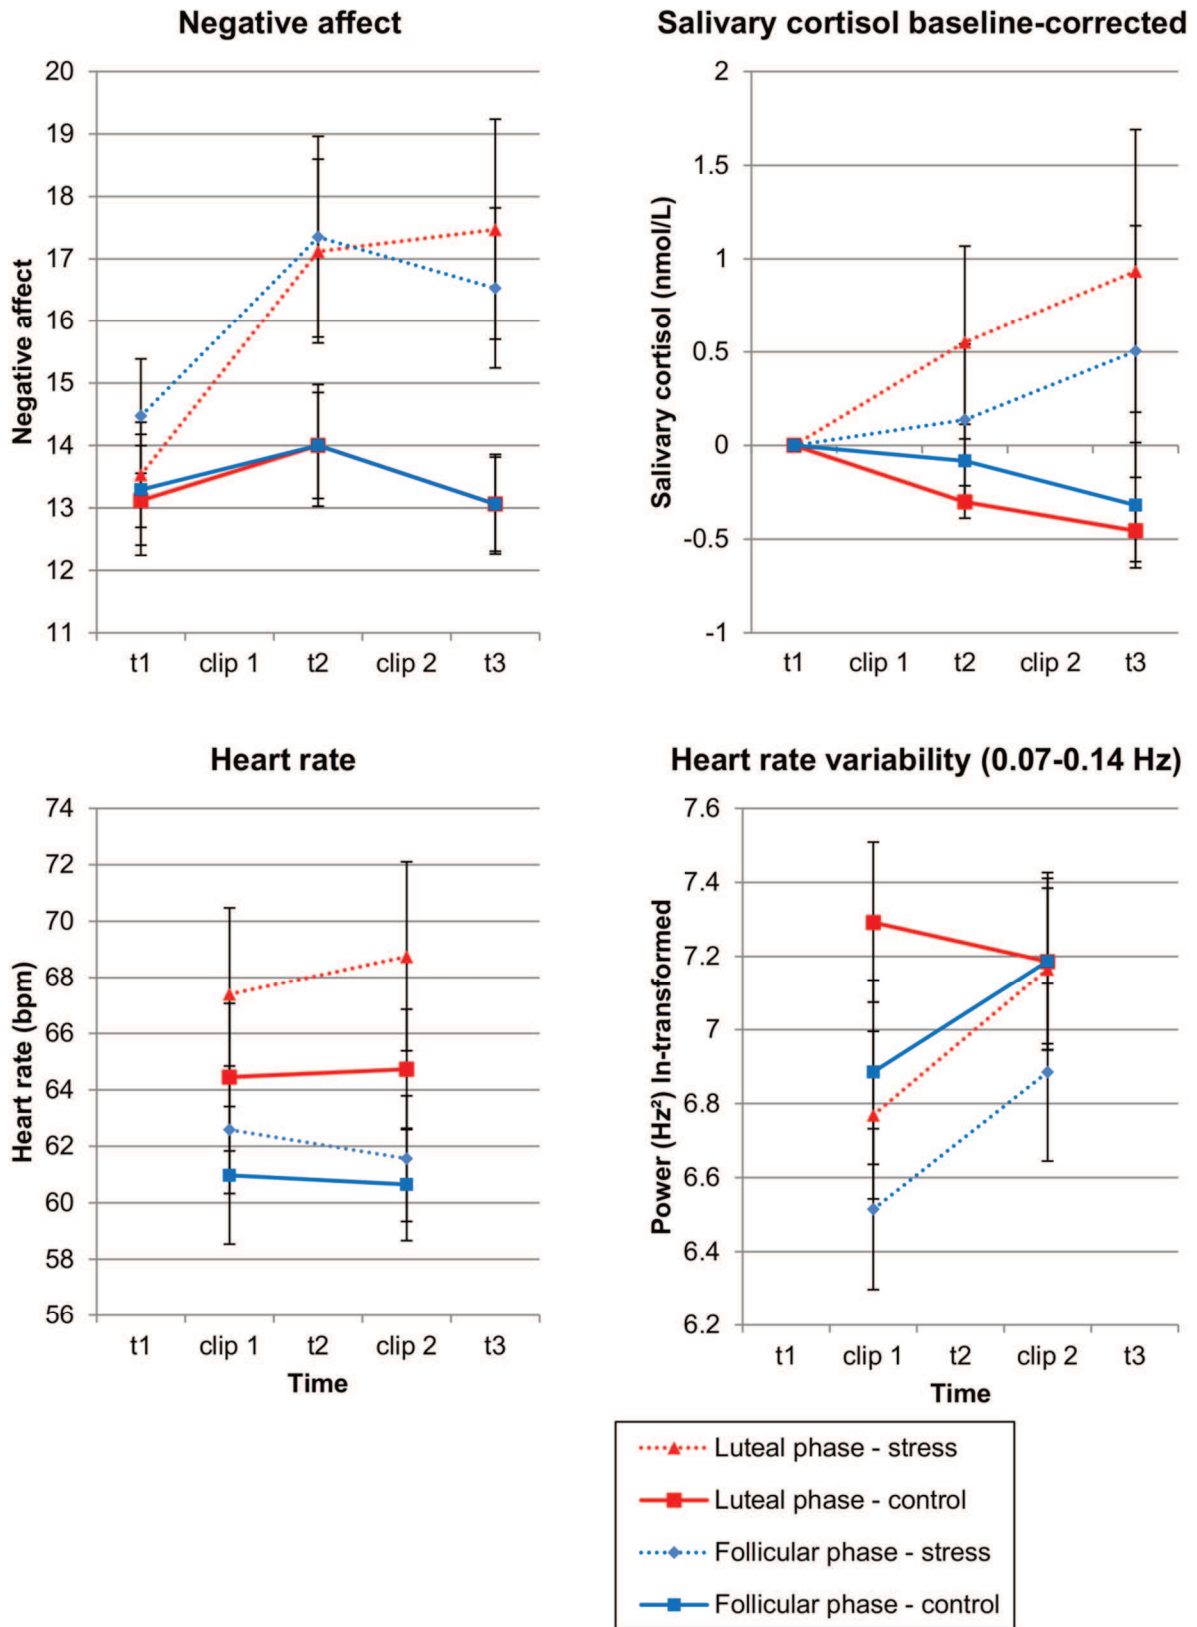 Negative affect
20
19
18
17
16
15
14
13
12
11
Negative affect
t1 clip 1 t2 clip 2 t3
Salivary cortisol baseline-corrected
2
1.5
1
0.5
0
-0.5
-1
Salivary cortisol (nmol/L)
t1 clip 1 t2 clip 2 t3
Heart rate
74
72
70
68
66
64
62
60
58
56
Heart rate (bpm)
t1 clip 1 t2 clip 2 t3
Time
Heart rate variability (0.07-0.14 Hz)
7.6
7.4
7.2
7
6.8
6.6
6.4
6.2
Power (Hz²) ln-transformed
t1 clip 1 t2 clip 2 t3
Time
Luteal phase - stress
Luteal phase - control
Follicular phase - stress
Follicular phase - control